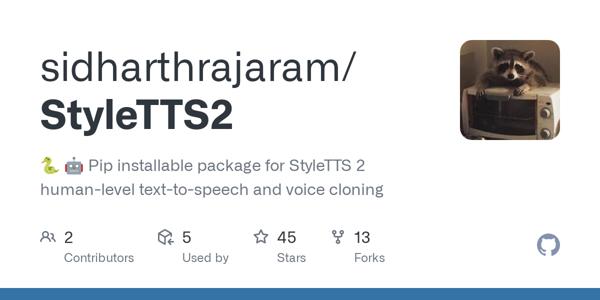 sidharthrajaram/
StyleTTS2
🐍 🤖 Pip installable package for StyleTTS 2
human-level text-to-speech and voice cloning
2 5 45 13
Contributors Used by Stars Forks